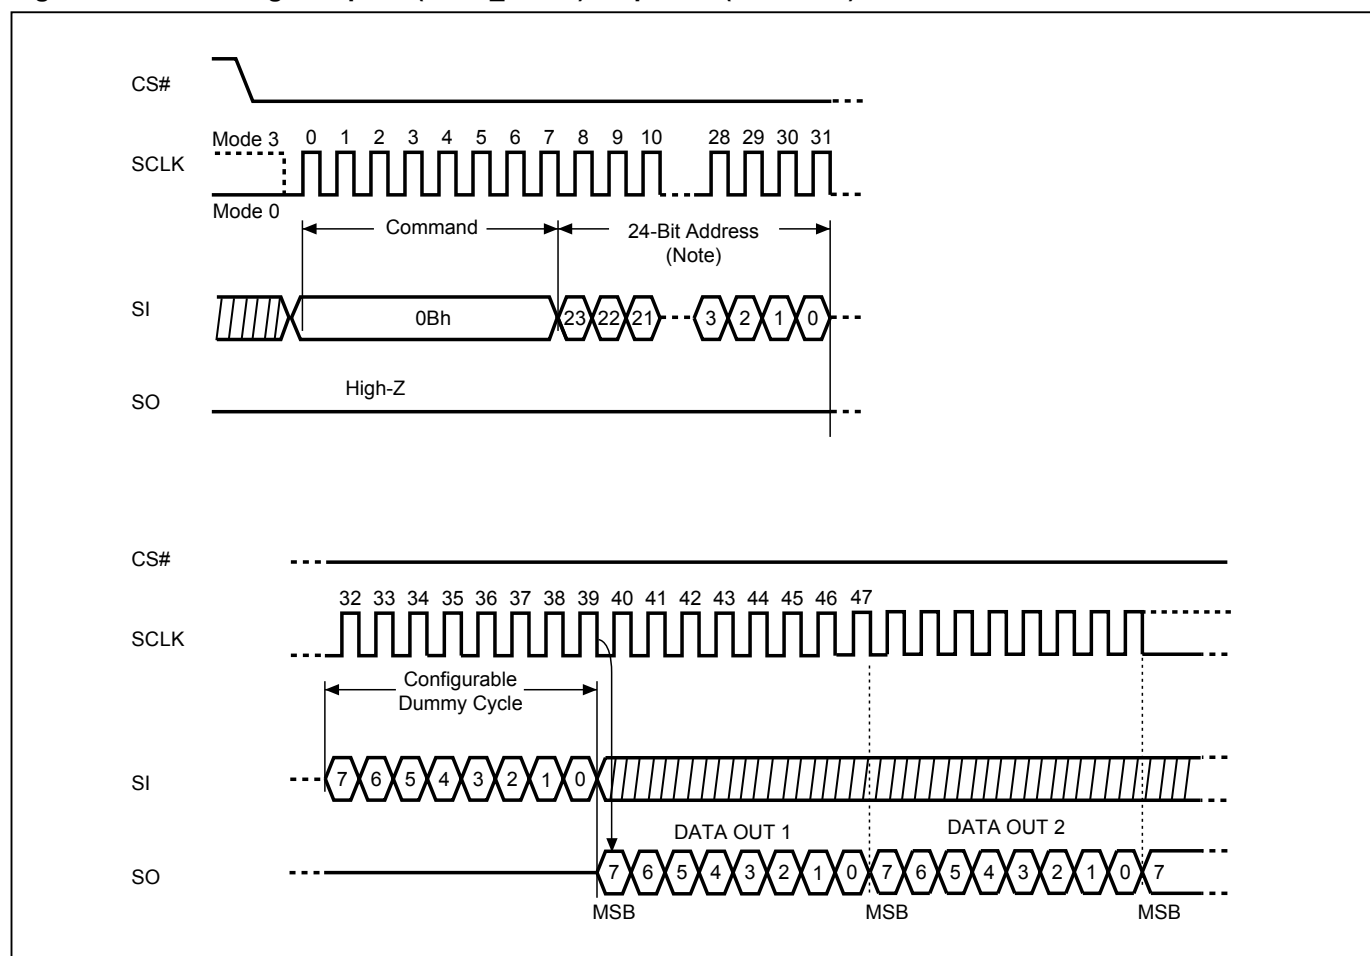 CS#
Mode 3 0 1 2 3 4 5 6 7 8 9 10 28 29 30 31
SCLK
Mode 0
Command 24-Bit Address
(Note)
SI 0Bh 23 22 21 3 2 1 0
High-Z
SO
CS#
32 33 34 35 36 37 38 39 40 41 42 43 44 45 46 47
SCLK
Configurable
Dummy Cycle
SI 7 6 5 4 3 2 1 0
DATA OUT 1 DATA OUT 2
SO 7 6 5 4 3 2 1 0 7 6 5 4 3 2 1 0 7
MSB MSB MSB